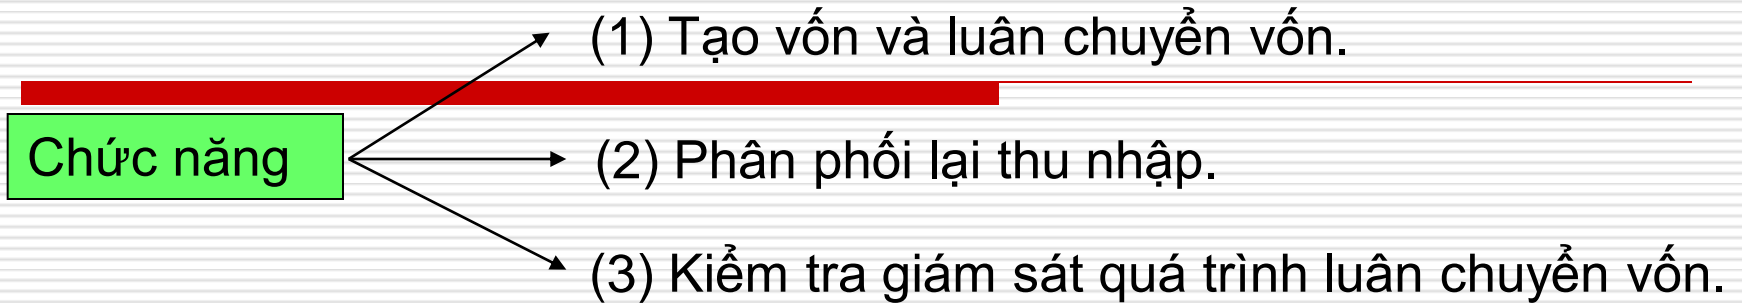 (1) Tạo vốn và luân chuyển vốn.
Chức năng
(2) Phân phối lại thu nhập.
(3) Kiểm tra giám sát quá trình luân chuyển vốn.